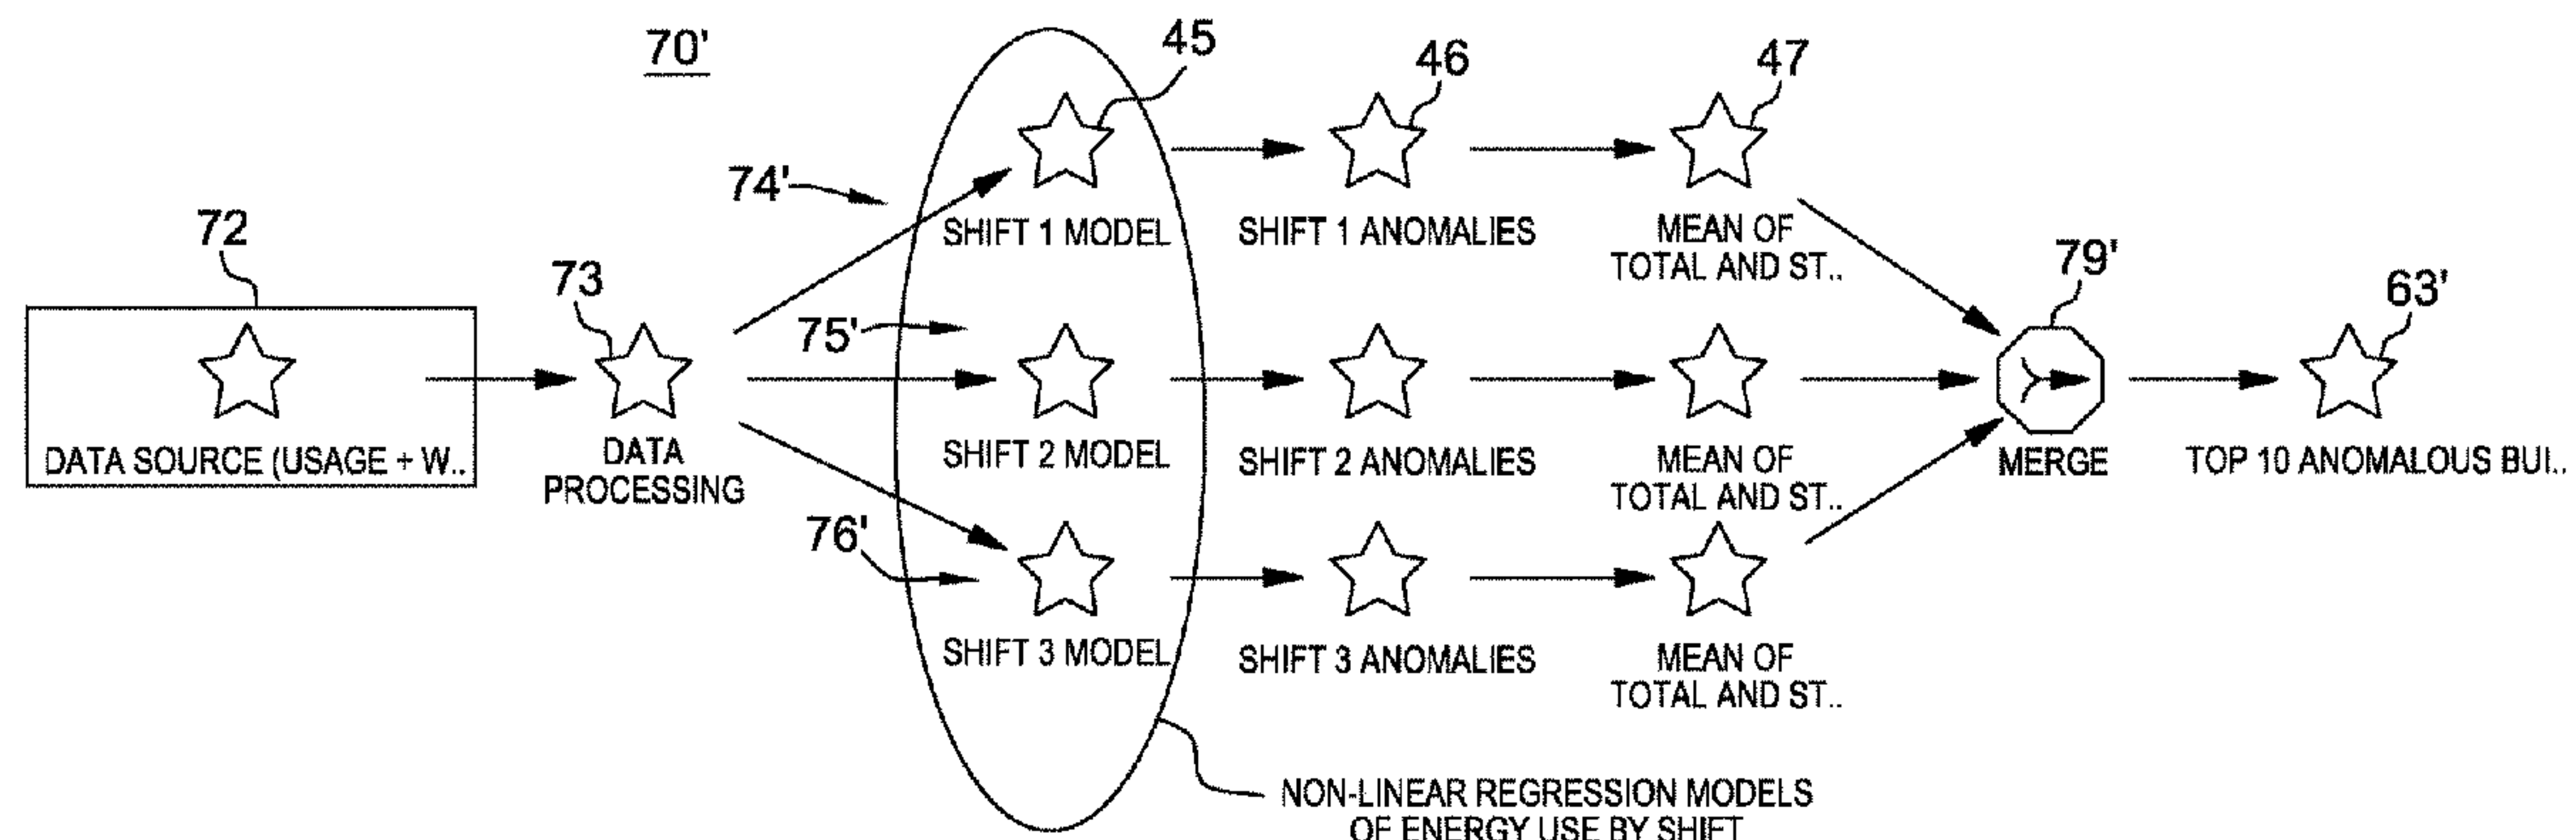 70'
45
46
47
74'
SHIFT 1 MODEL
SHIFT 1 ANOMALIES
MEAN OF
TOTAL AND ST..
72
73
75'
79'
63'
DATA SOURCE (USAGE + W..
DATA
PROCESSING
SHIFT 2 MODEL
SHIFT 2 ANOMALIES
MEAN OF
TOTAL AND ST..
MERGE
TOP 10 ANOMALOUS BUI..
76'
SHIFT 3 MODEL
SHIFT 3 ANOMALIES
MEAN OF
TOTAL AND ST..
NON-LINEAR REGRESSION MODELS
OF ENERGY USE BY SHIFT